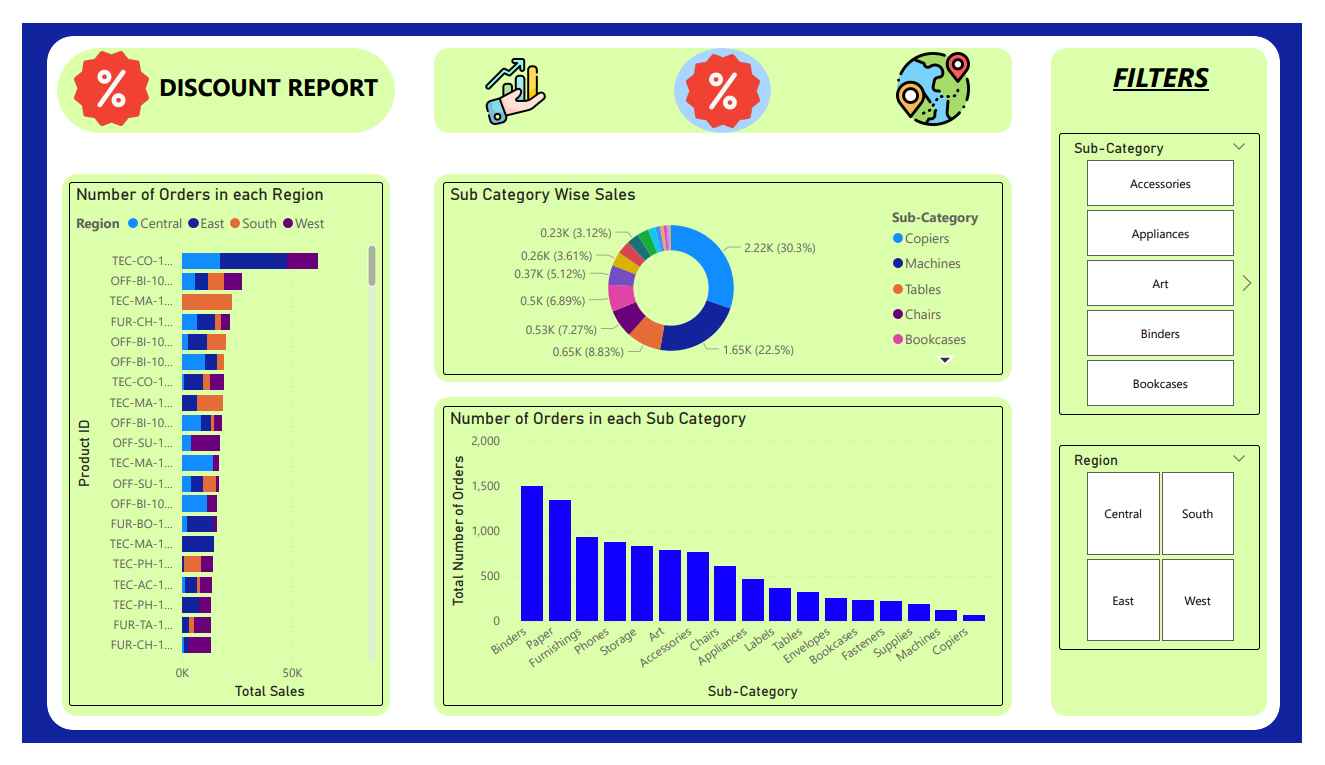 %
DISCOUNT REPORT
%
FILTERS
Number of Orders in each Region
Region Central East South West
TEC-CO-1...
OFF-BI-10...
TEC-MA-1...
FUR-CH-1...
OFF-BI-10...
OFF-BI-10...
TEC-CO-1...
TEC-MA-1...
OFF-BI-10...
OFF-SU-1...
TEC-MA-1...
OFF-SU-1...
OFF-BI-10...
FUR-BO-1...
TEC-MA-1...
TEC-PH-1...
TEC-AC-1...
TEC-PH-1...
FUR-TA-1...
FUR-CH-1...
Product ID
0K 50K
Total Sales
Sub Category Wise Sales
0.23K (3.12%)
0.26K (3.61%)
0.37K (5.12%)
0.5K (6.89%)
0.53K (7.27%)
0.65K (8.83%)
2.22K (30.3%)
1.65K (22.5%)
Sub-Category
Copiers
Machines
Tables
Chairs
Bookcases
Number of Orders in each Sub Category
Total Number of Orders
2,000
1,500
1,000
500
0
Binders
Paper
Furnishings
Phones
Storage
Art
Accessories
Chairs
Appliances
Labels
Tables
Envelopes
Bookcases
Fasteners
Supplies
Machines
Copiers
Sub-Category
Sub-Category
Accessories
Appliances
Art
Binders
Bookcases
Region
Central South
East West